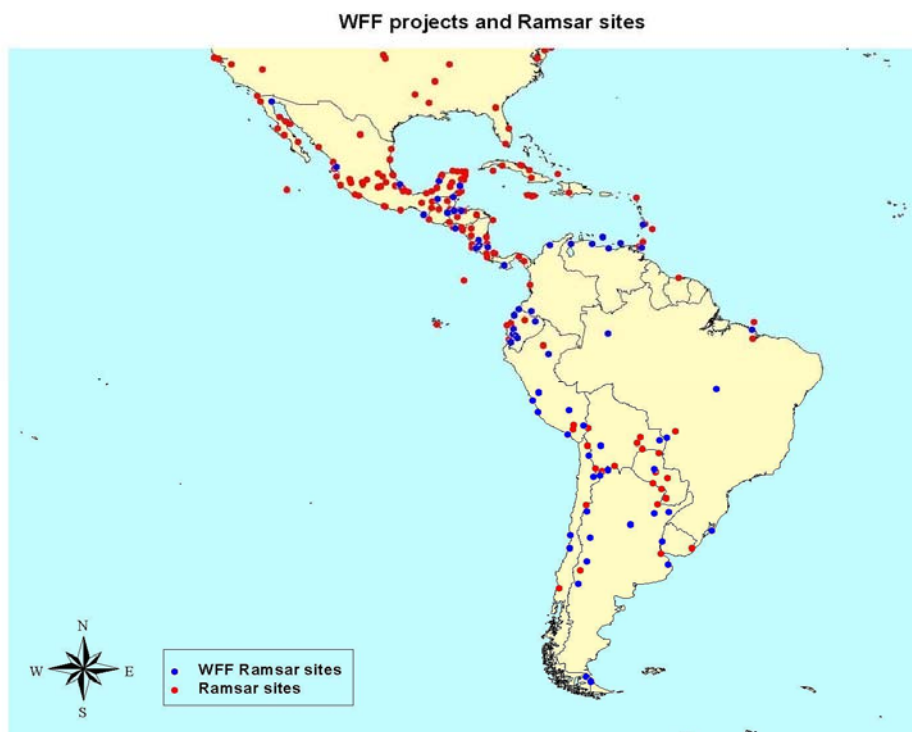 WFF projects and Ramsar sites
N
W E
S
WFF Ramsar sites
Ramsar sites